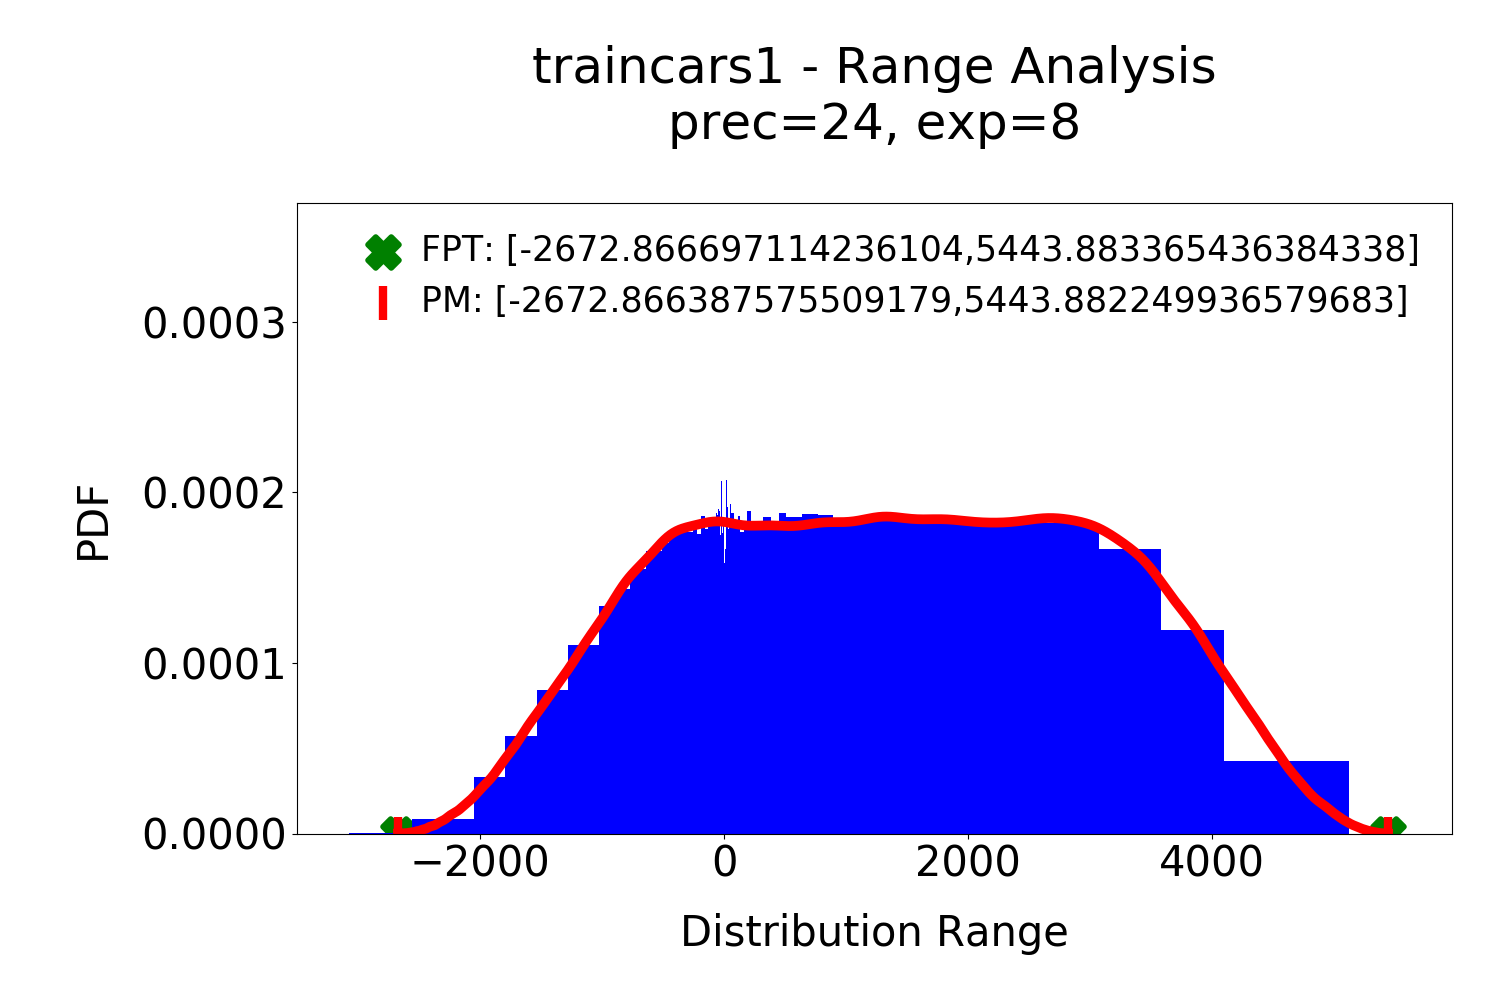 traincars1 - Range Analysis
prec=24, exp=8
FPT: [-2672.866697114236104,5443.883365436384338]
PM: [-2672.866387575509179,5443.882249936579683]
0.0003
0.0002
0.0001
0.0000
PDF
−2000
0
2000
4000
Distribution Range